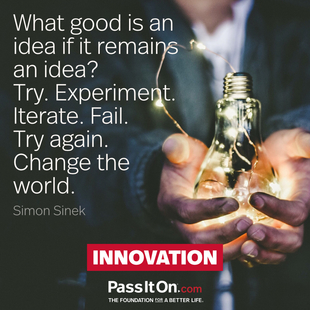 What good is an
idea if it remains
an idea?
Try. Experiment.
Iterate. Fail.
Try again.
Change the
world.
Simon Sinek
INNOVATION
PassItOn.com
THE FOUNDATION FOR A BETTER LIFE.